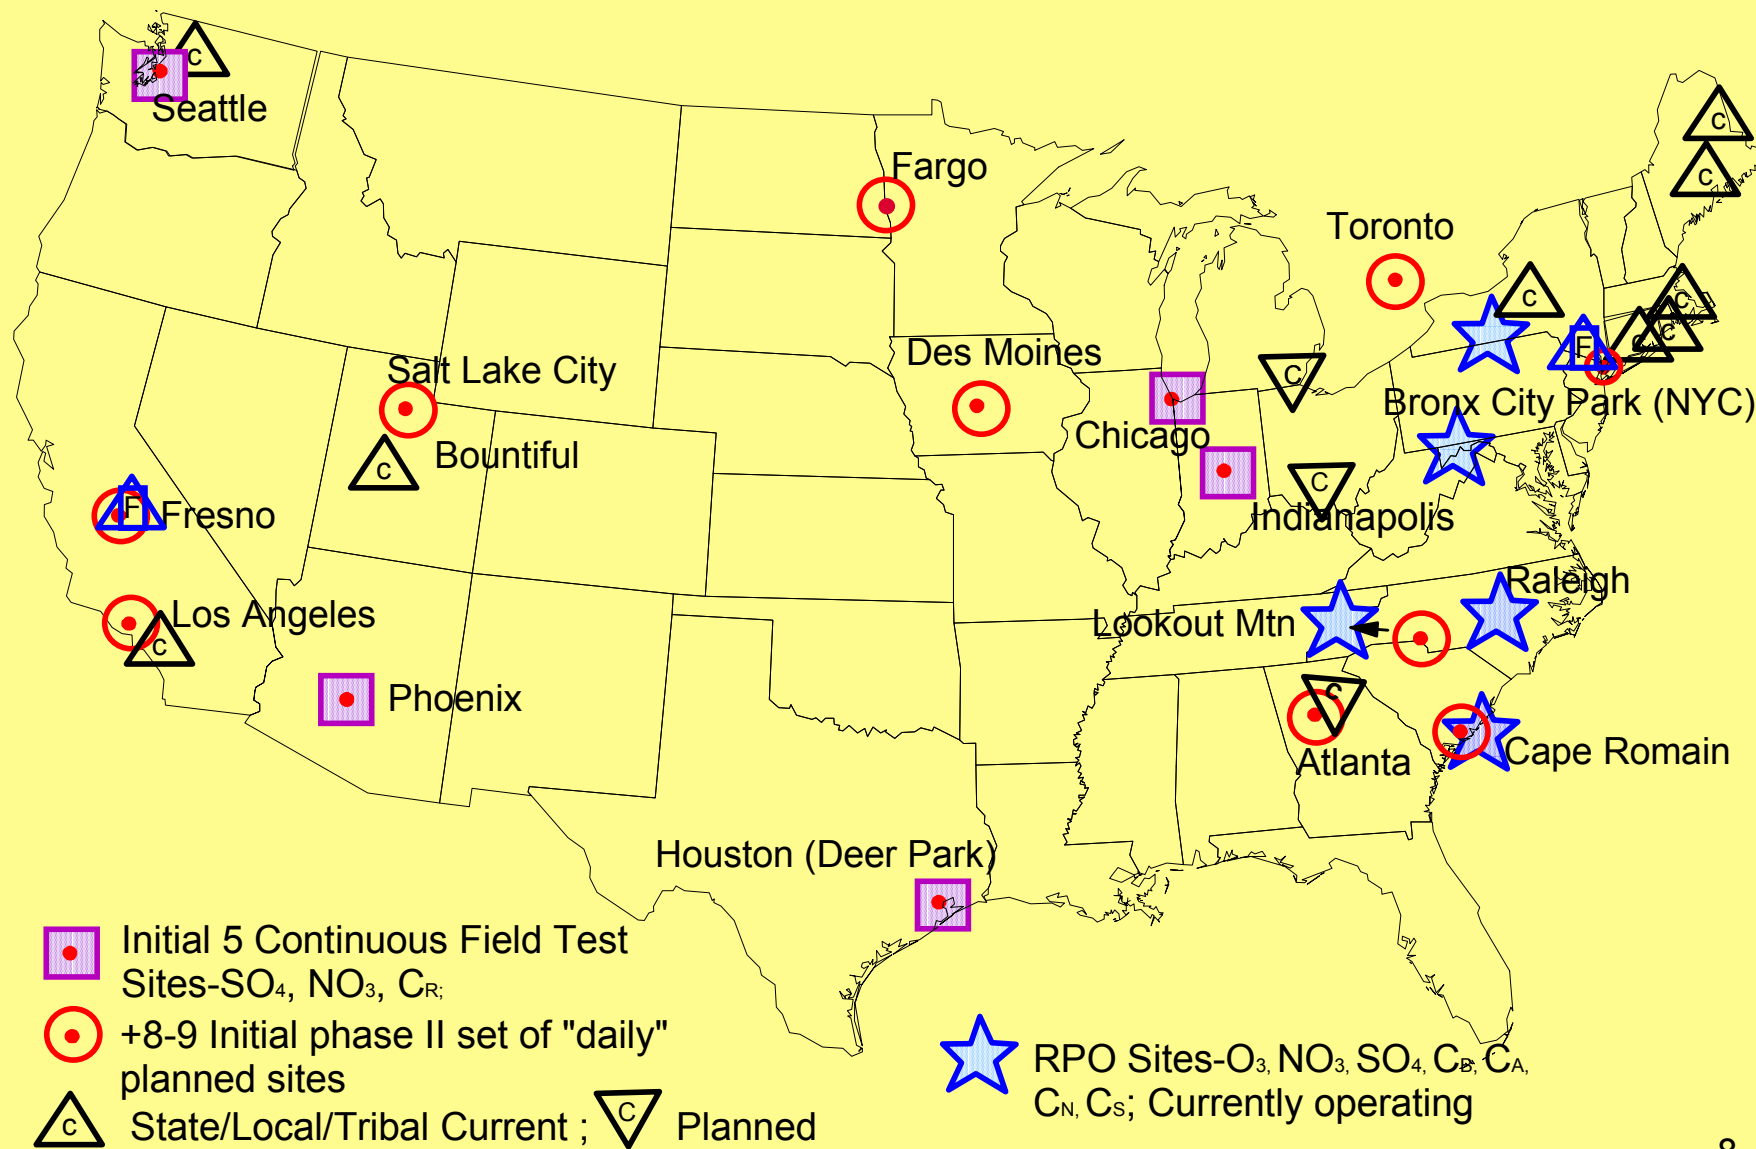 c
Seattle
c
Fargo
c
Toronto
c
c
Des Moines
Salt Lake City
c
c
c
F
Bronx City Park (NYC)
Chicago
Bountiful
c
C
Indianapolis
F
Fresno
Raleigh
Los Angeles
c
Lookout Mtn
Phoenix
c
Atlanta
Cape Romain
Houston (Deer Park)
Initial 5 Continuous Field Test
Sites-SO4, NO3, CR;
+8-9 Initial phase II set of "daily"
planned sites
c State/Local/Tribal Current ; C Planned
RPO Sites-O3, NO3, SO4, CB, CA,
CN, CS; Currently operating